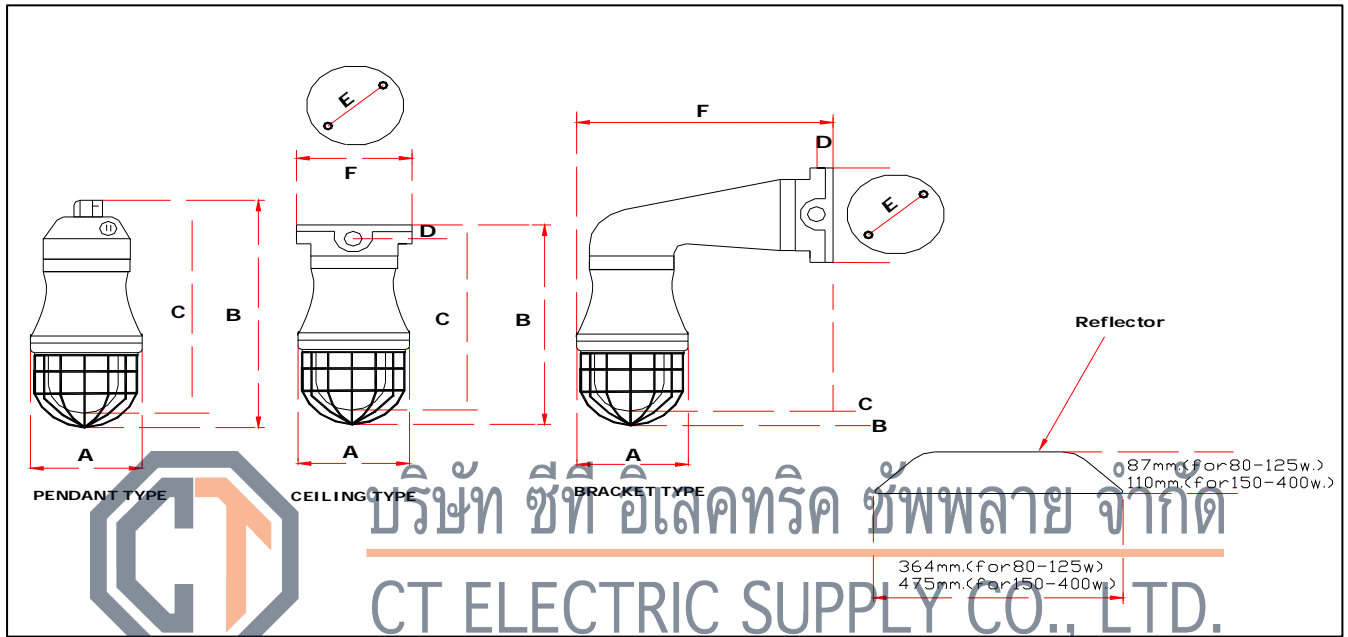 E
F
D
C
B
A
PENDANT TYPE
E
F
D
C
B
A
CEILING TYPE
F
D
E
C
B
A
BRACKET TYPE
Reflector
87mm.(for80-125w.)
110mm.(for150-400w.)
364mm.(for80-125w)
475mm.(for150-400w.)
CT
บริษัท ซีที อิเลคทริค ซัพพลาย จำกัด
CT ELECTRIC SUPPLY CO., LTD.